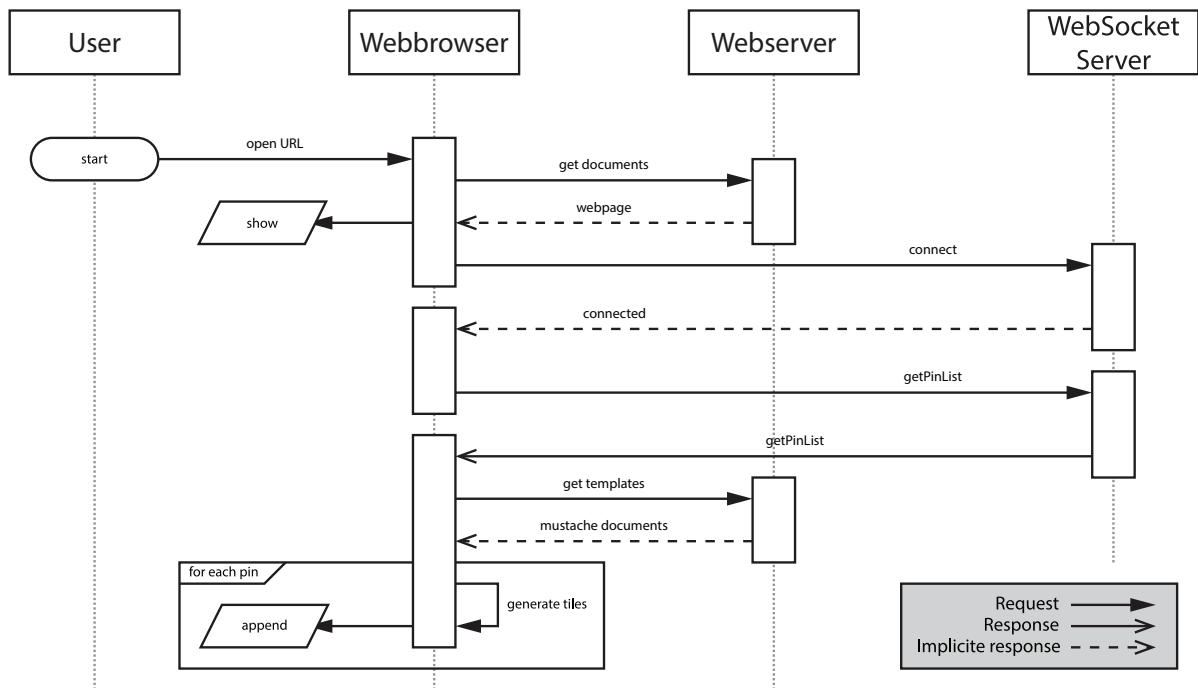 User
Webbrowser
Webserver
WebSocket
Server
start
open URL
get documents
webpage
show
connect
connected
getPinList
getPinList
get templates
mustache documents
for each pin
generate tiles
append
Request
Response
Implicite response